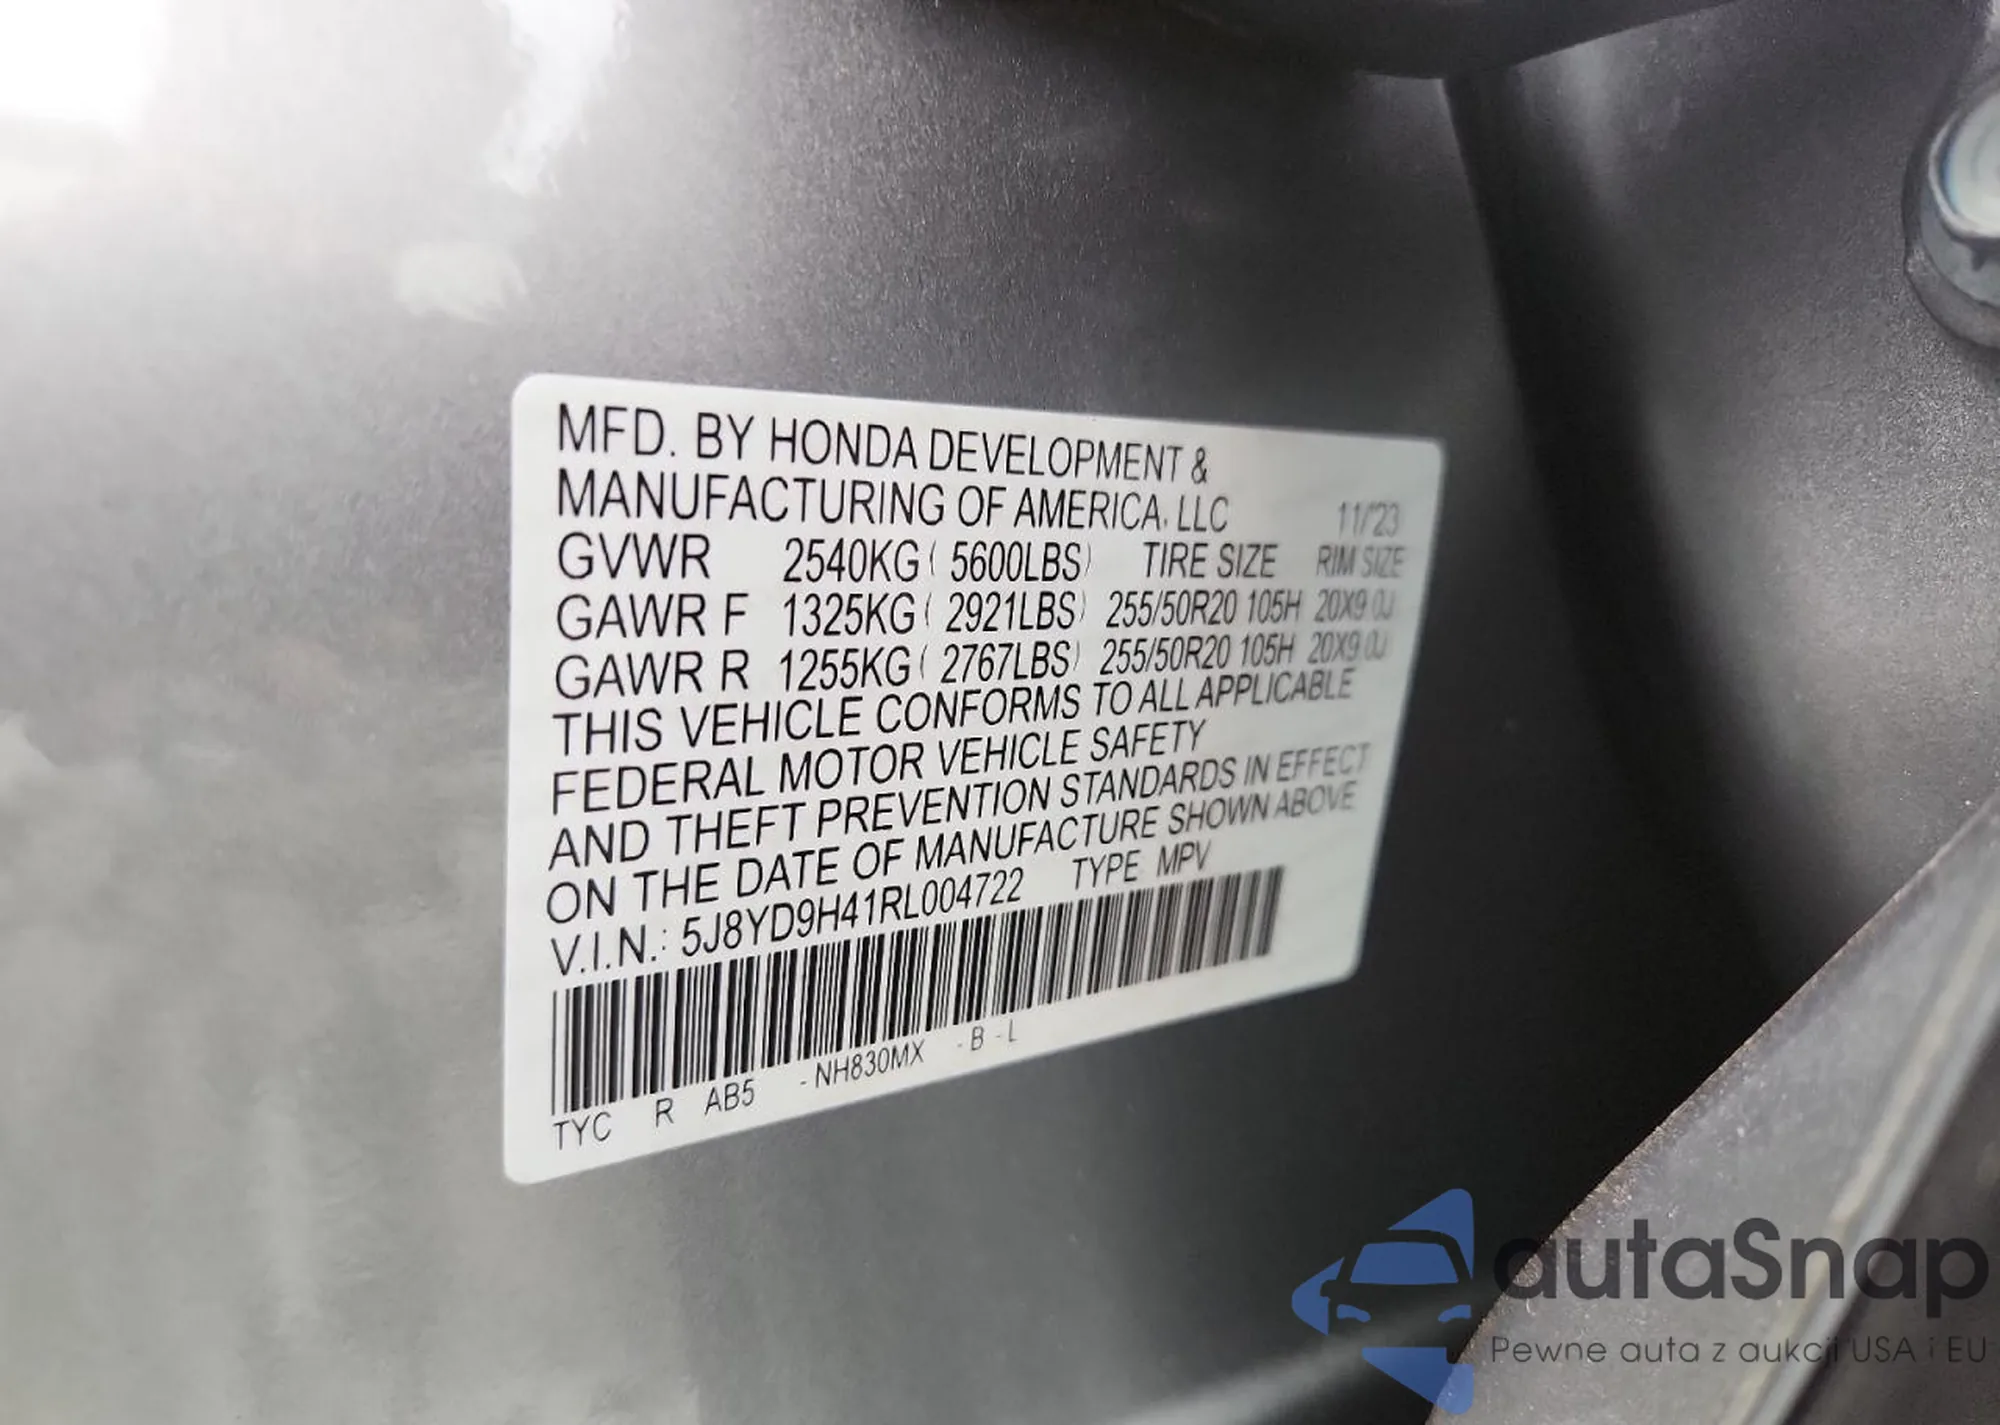 MFD. BY HONDA DEVELOPMENT &
MANUFACTURING OF AMERICA, LLC 11/'23
GVWR 2540KG ( 5600LBS) TIRE SIZE RIM SIZE
GAWR F 1325KG ( 2921LBS) 255/50R20 105H 20X9.0J
GAWR R 1255KG ( 2767LBS) 255/50R20 105H 20X9.0J
THIS VEHICLE CONFORMS TO ALL APPLICABLE
FEDERAL MOTOR VEHICLE SAFETY
AND THEFT PREVENTION STANDARDS IN EFFECT
ON THE DATE OF MANUFACTURE SHOWN ABOVE
V.I.N.: 5J8YD9H41RL004722 TYPE MPV
TYC R AB5 -NH830MX -B -L
autaSnap
Pewne auta z aukcji USA i EU